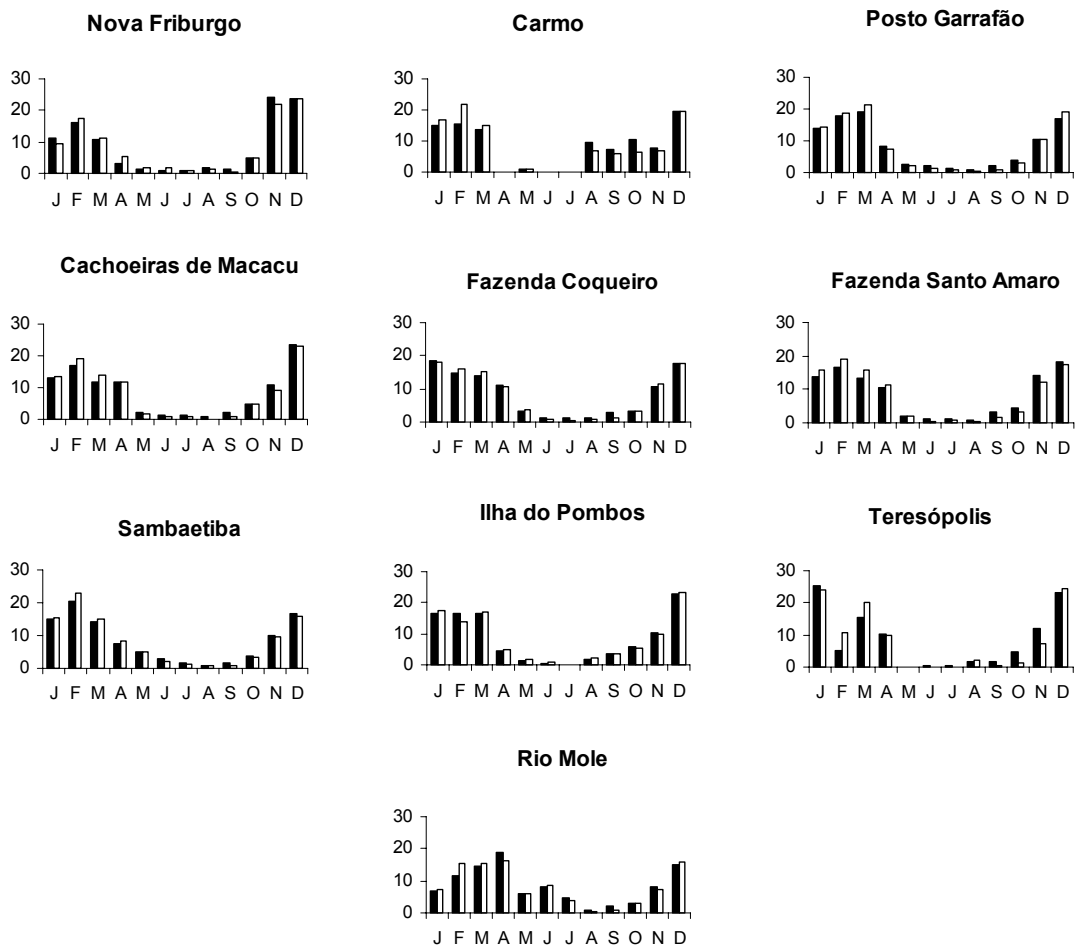 Nova Friburgo
30
20
10
0
J F M A M J J A S O N D
Carmo
30
20
10
0
J F M A M J J A S O N D
Posto Garrafão
30
20
10
0
J F M A M J J A S O N D
Cachoeiras de Macacu
30
20
10
0
J F M A M J J A S O N D
Fazenda Coqueiro
30
20
10
0
J F M A M J J A S O N D
Fazenda Santo Amaro
30
20
10
0
J F M A M J J A S O N D
Sambaetiba
30
20
10
0
J F M A M J J A S O N D
Ilha do Pombos
30
20
10
0
J F M A M J J A S O N D
Teresópolis
30
20
10
0
J F M A M J J A S O N D
Rio Mole
30
20
10
0
J F M A M J J A S O N D